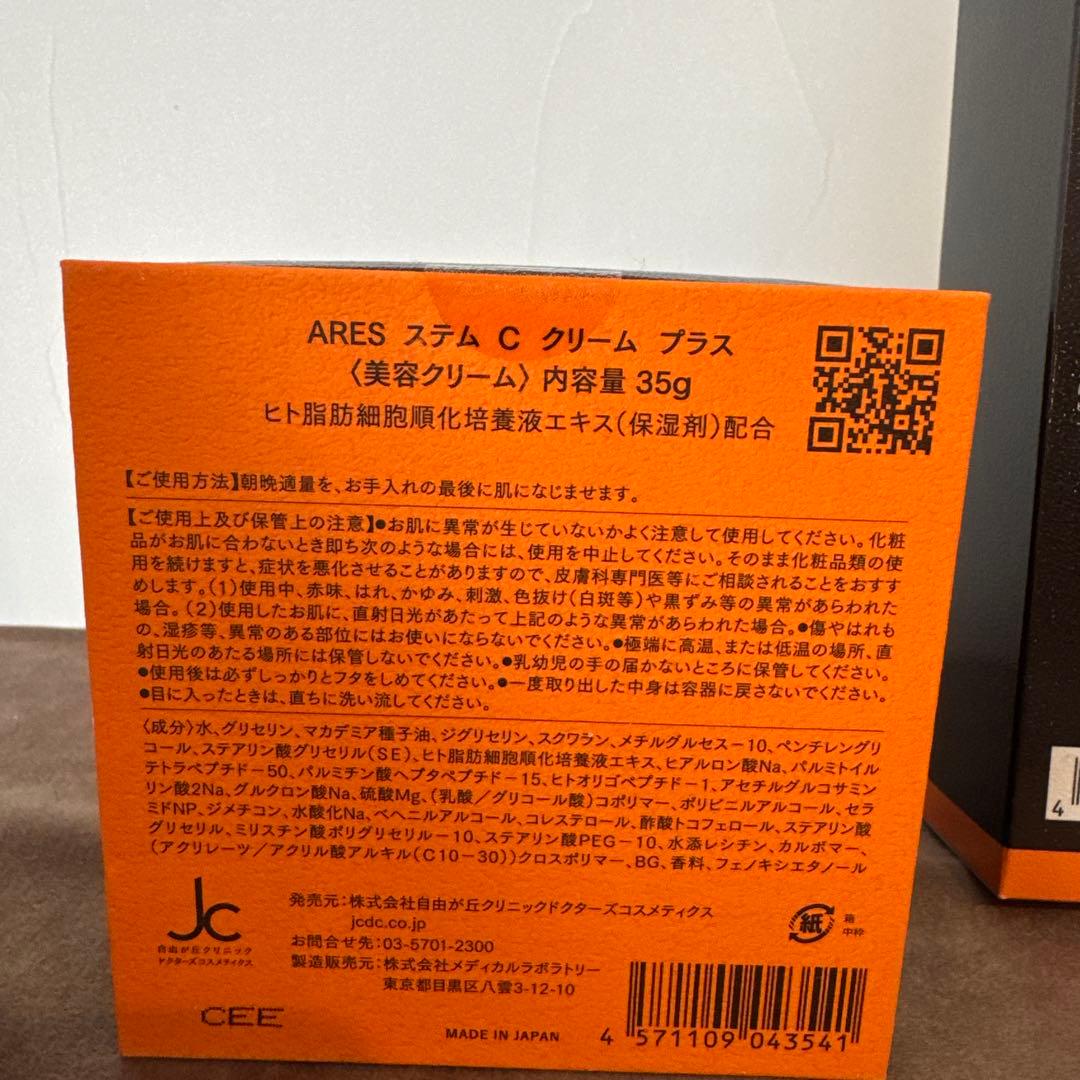 ARES ステム C クリーム プラス
〈美容クリーム〉内容量 35g
ヒト脂肪細胞順化培養液エキス(保湿剤)配合
【ご使用方法】朝晩適量を、お手入れの最後に肌になじませます。
【ご使用上及び保管上の注意】●お肌に異常が生じていないかよく注意して使用してください。化粧
品がお肌に合わないとき即ち次のような場合には、使用を中止してください。そのまま化粧品類の使
用を続けますと、症状を悪化させることがありますので、皮膚科専門医等にご相談されることをおすす
めします。(1)使用中、赤味、はれ、かゆみ、刺激、色抜け(白斑等)や黒ずみ等の異常があらわれた
場合。(2)使用したお肌に、直射日光があたって上記のような異常があらわれた場合。●傷やはれも
の、湿疹等、異常のある部位にはお使いにならないでください。●極端に高温、または低温の場所、直
射日光のあたる場所には保管しないでください。●乳幼児の手の届かないところに保管してください。
●使用後は必ずしっかりとフタをしめてください。●一度取り出した中身は容器に戻さないでください。
●目に入ったときは、直ちに洗い流してください。
〈成分〉水、グリセリン、マカデミア種子油、ジグリセリン、スクワラン、メチルグルセス-10、ペンチレングリ
コール、ステアリン酸グリセリル(SE)、ヒト脂肪細胞順化培養液エキス、ヒアルロン酸Na、パルミトイル
テトラペプチド-50、パルミチン酸ヘプタペプチド-15、ヒトオリゴペプチド-1、アセチルグルコサミン
リン酸2Na、グルクロン酸Na、硫酸Mg、(乳酸/グリコール酸)コポリマー、ポリビニルアルコール、セラ
ミドNP、ジメチコン、水酸化Na、ベヘニルアルコール、コレステロール、酢酸トコフェロール、ステアリン酸
グリセリル、ミリスチン酸ポリグリセリル-10、ステアリン酸PEG-10、水添レシチン、カルボマー、
(アクリレーツ/アクリル酸アルキル(C10-30))クロスポリマー、BG、香料、フェノキシエタノール
JC
自由が丘クリニック
ドクターズコスメティクス
発売元:株式会社自由が丘クリニックドクターズコスメティクス
jcdc.co.jp
お問合せ先:03-5701-2300
製造販売元:株式会社メディカルラボラトリー
東京都目黒区八雲3-12-10
紙
箱
中枠
CEE
MADE IN JAPAN
4 571109 043541
4